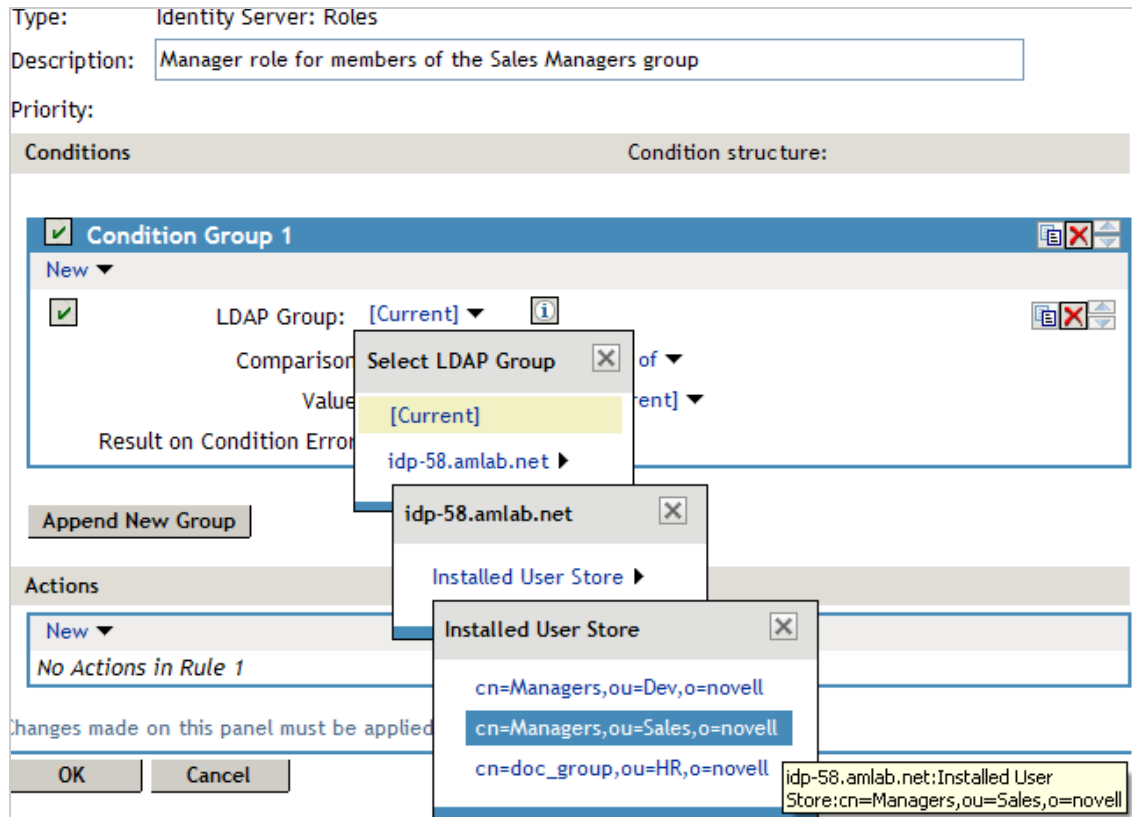 Type: Identity Server: Roles
Description: Manager role for members of the Sales Managers group
Priority:
Conditions Condition structure:
Condition Group 1
New
LDAP Group: [Current]
Comparison of
Value rent]
Result on Condition Error
Select LDAP Group
[Current]
idp-58.amlab.net
idp-58.amlab.net
Installed User Store
Installed User Store
cn=Managers,ou=Dev,o=novell
cn=Managers,ou=Sales,o=novell
cn=doc_group,ou=HR,o=novell
idp-58.amlab.net:Installed User
Store:cn=Managers,ou=Sales,o=novell
Append New Group
Actions
New
No Actions in Rule 1
Changes made on this panel must be applied
OK Cancel